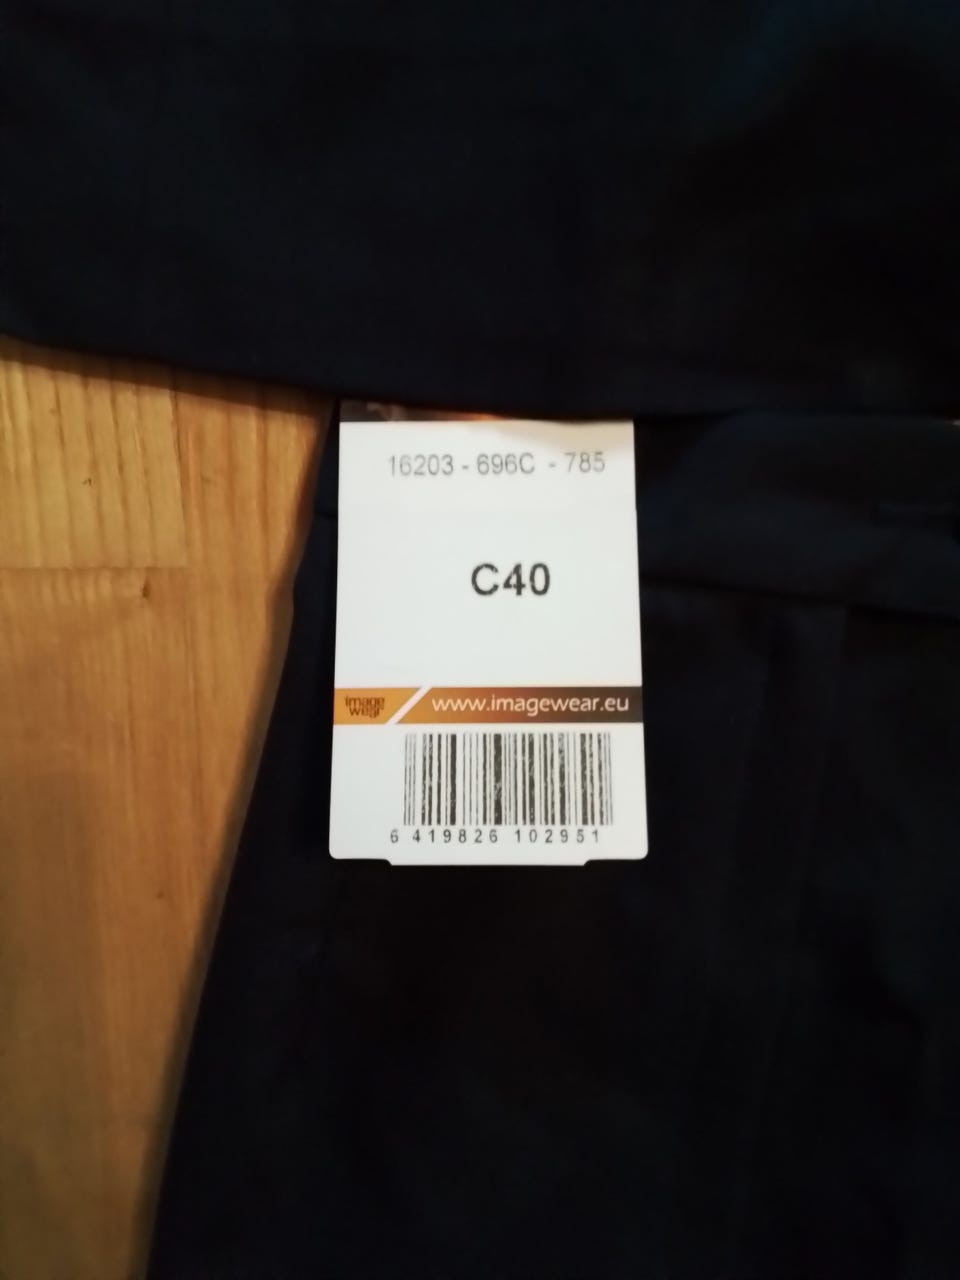 16203 - 696C - 785
C40
image
wear
www.imagewear.eu
6 419826 102951